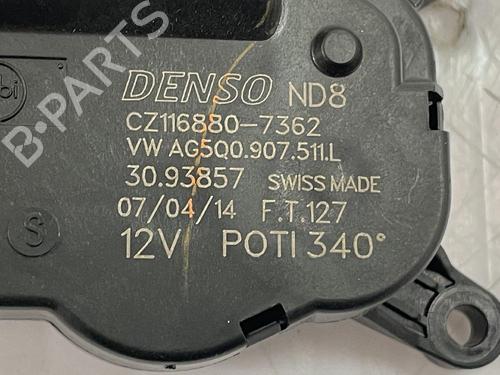 DENSO ND8
CZ116880-7362
VW AG5Q0.907.511.L
30.93857 SWISS MADE
07/04/14 F.T.127
12V POTI 340°
S
bi
B-PARTS